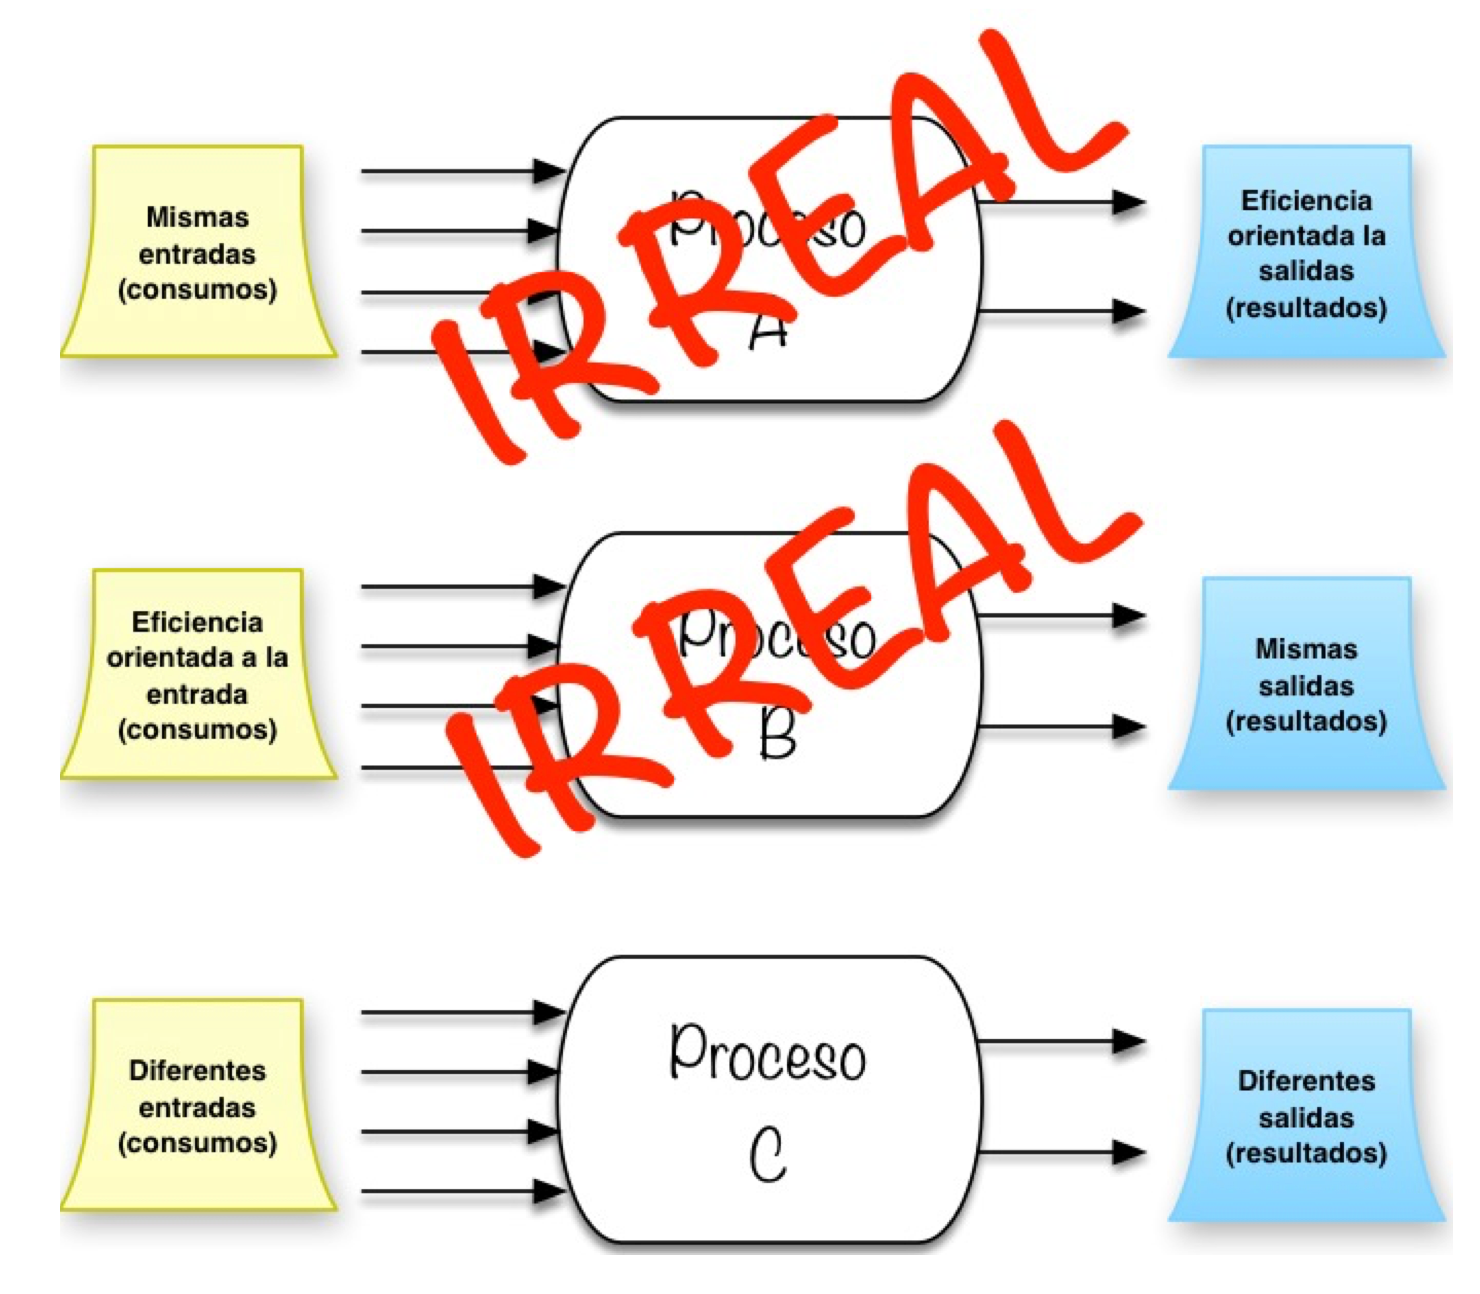 Mismas
entradas
(consumos)
Proceso
A
IRREAL
Eficiencia
orientada la
salidas
(resultados)
Eficiencia
orientada a la
entrada
(consumos)
Proceso
B
IRREAL
Mismas
salidas
(resultados)
Diferentes
entradas
(consumos)
Proceso
C
Diferentes
salidas
(resultados)